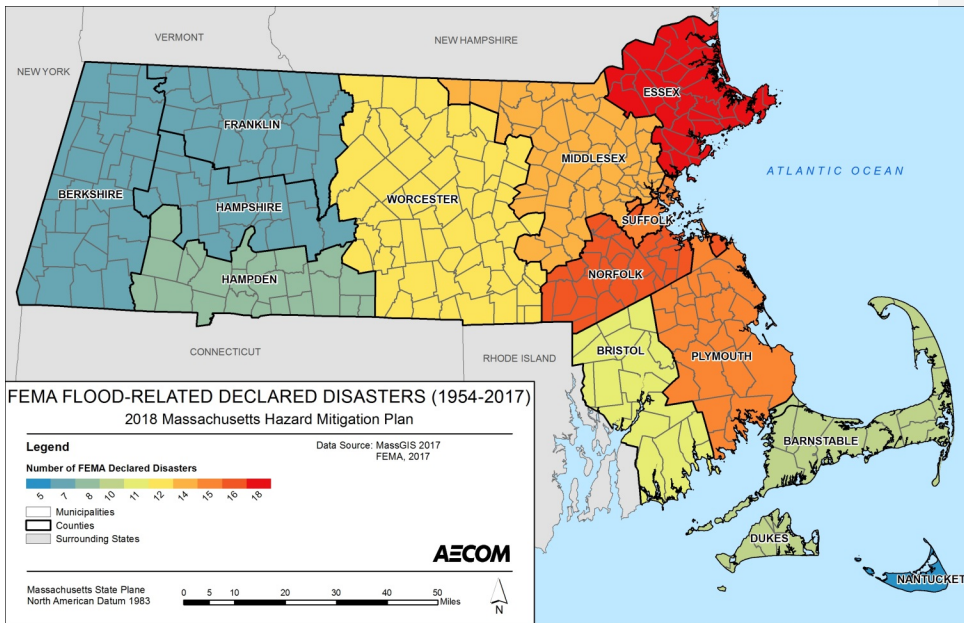 VERMONT
NEW HAMPSHIRE
NEW YORK
ESSEX
FRANKLIN
MIDDLESEX
ATLANTIC OCEAN
BERKSHIRE
WORCESTER
HAMPSHIRE
SUFFOLK
NORFOLK
HAMPDEN
CONNECTICUT
RHODE ISLAND
BRISTOL
PLYMOUTH
BARNSTABLE
DUKES
NANTUCKET
FEMA FLOOD-RELATED DECLARED DISASTERS (1954-2017)
2018 Massachusetts Hazard Mitigation Plan
Legend
Data Source: MassGIS 2017
FEMA, 2017
Number of FEMA Declared Disasters
5 7 8 10 11 12 14 15 16 18
Municipalities
Counties
Surrounding States
AECOM
Massachusetts State Plane
North American Datum 1983
0 5 10 20 30 40 50
Miles
N